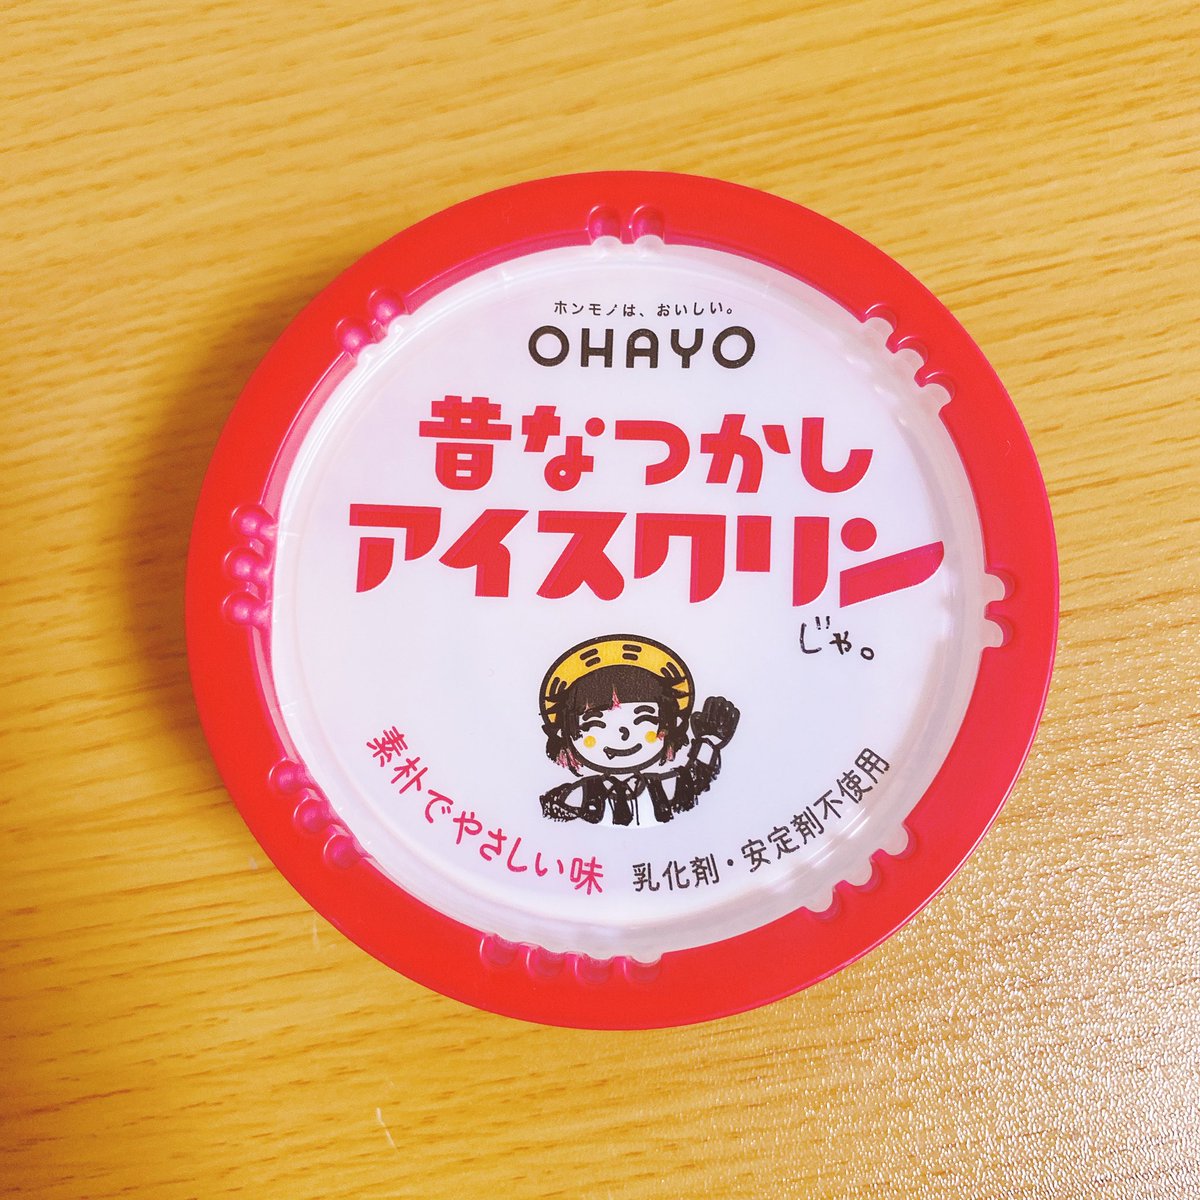 ホンモノは、おいしい。
OHAYO
昔なつかし
アイスクリン
じゃ。
素朴でやさしい味
乳化剤・安定剤不使用